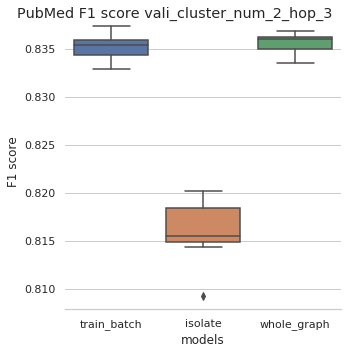 PubMed F1 score vali_cluster_num_2_hop_3
0.835
0.830
0.825
0.820
0.815
0.810
F1 score
train_batch
isolate
whole_graph
models